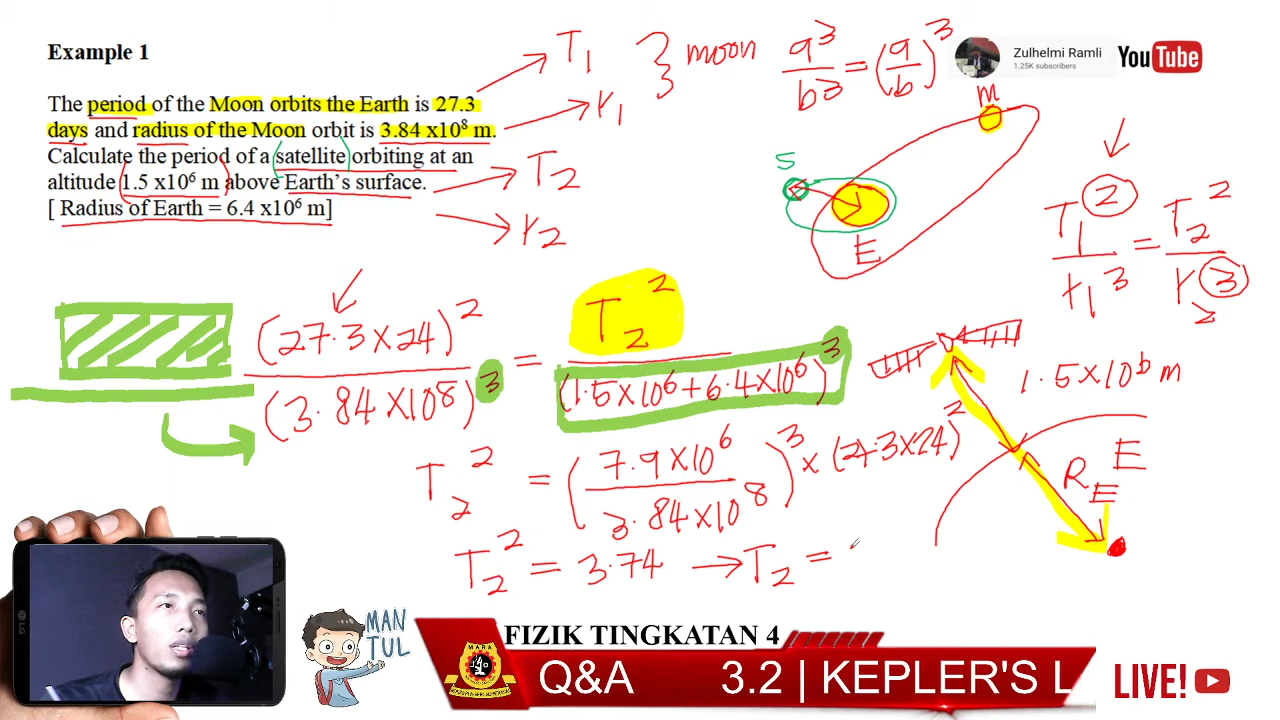 Example 1
The period of the Moon orbits the Earth is 27.3
days and radius of the Moon orbit is 3.84 x10⁸ m.
Calculate the period of a satellite orbiting at an
altitude 1.5 x10⁶ m above Earth's surface.
[ Radius of Earth = 6.4 x10⁶ m]
T₁
r₁
} moon
T₂
r₂
a³/b³ = (a/b)³
Zulhelmi Ramli
1.25K subscribers
YouTube
m
S
E
T₁²/r₁³ = T₂²/r₂³
(27.3×24)²/(3.84×10⁸)³ = T₂²/(1.5×10⁶+6.4×10⁶)³
1.5×10⁶ m
E
R_E
T₂² = (7.9×10⁶/3.84×10⁸)³ × (27.3×24)²
T₂² = 3.74 → T₂ =
LG
MAN
TUL
MARA
FIZIK TINGKATAN 4
Q&A 3.2 | KEPLER'S L
LIVE!